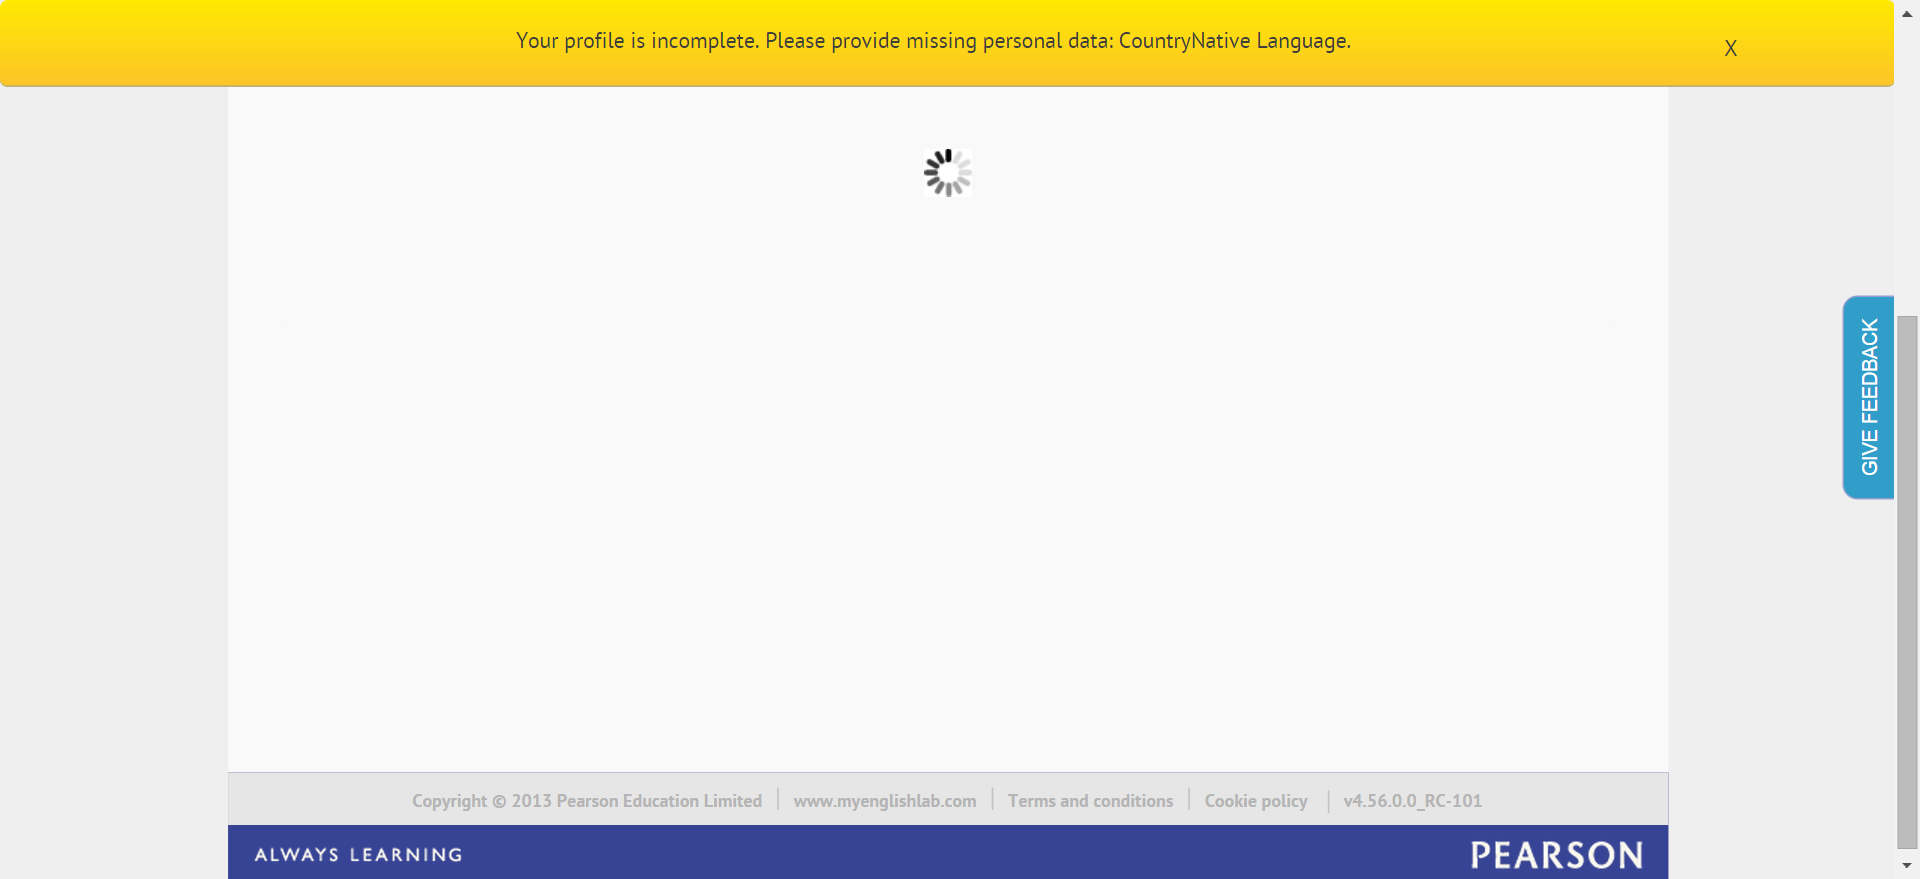 Your profile is incomplete. Please provide missing personal data: CountryNative Language.
X
GIVE FEEDBACK
Copyright © 2013 Pearson Education Limited www.myenglishlab.com Terms and conditions Cookie policy v4.56.0.0_RC-101
ALWAYS LEARNING PEARSON